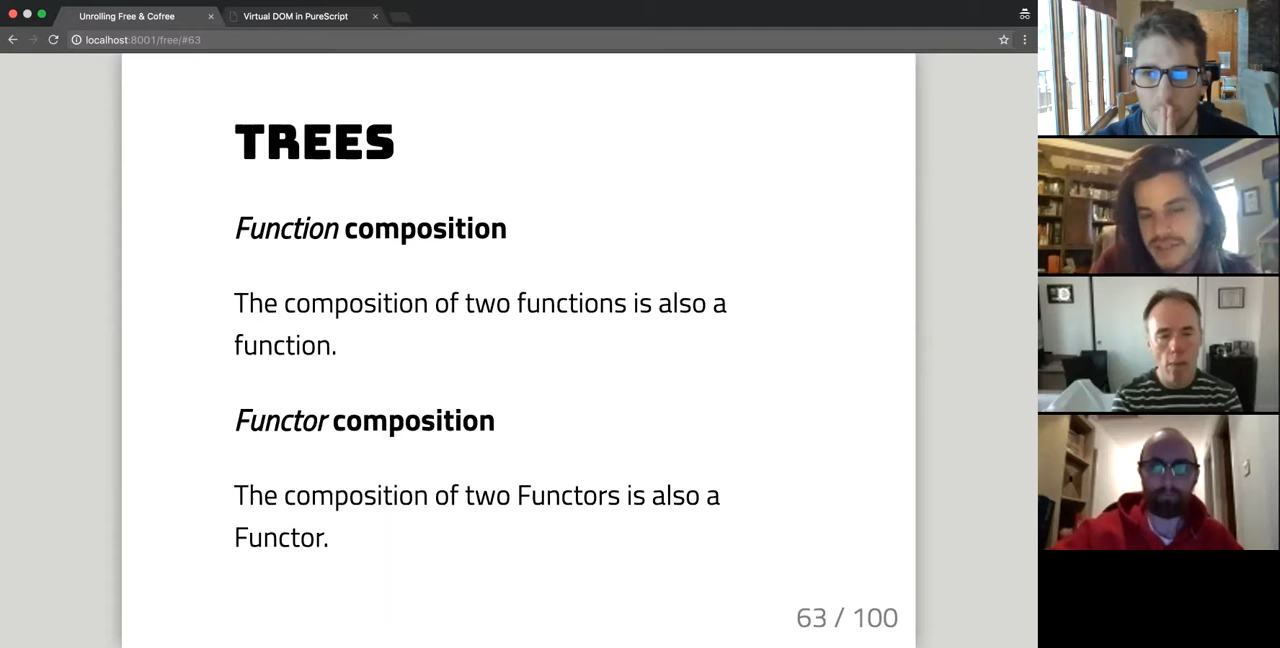 Unrolling Free & Cofree
Virtual DOM in PureScript
localhost:8001/free/#63
TREES
Function composition
The composition of two functions is also a
function.
Functor composition
The composition of two Functors is also a
Functor.
63 / 100